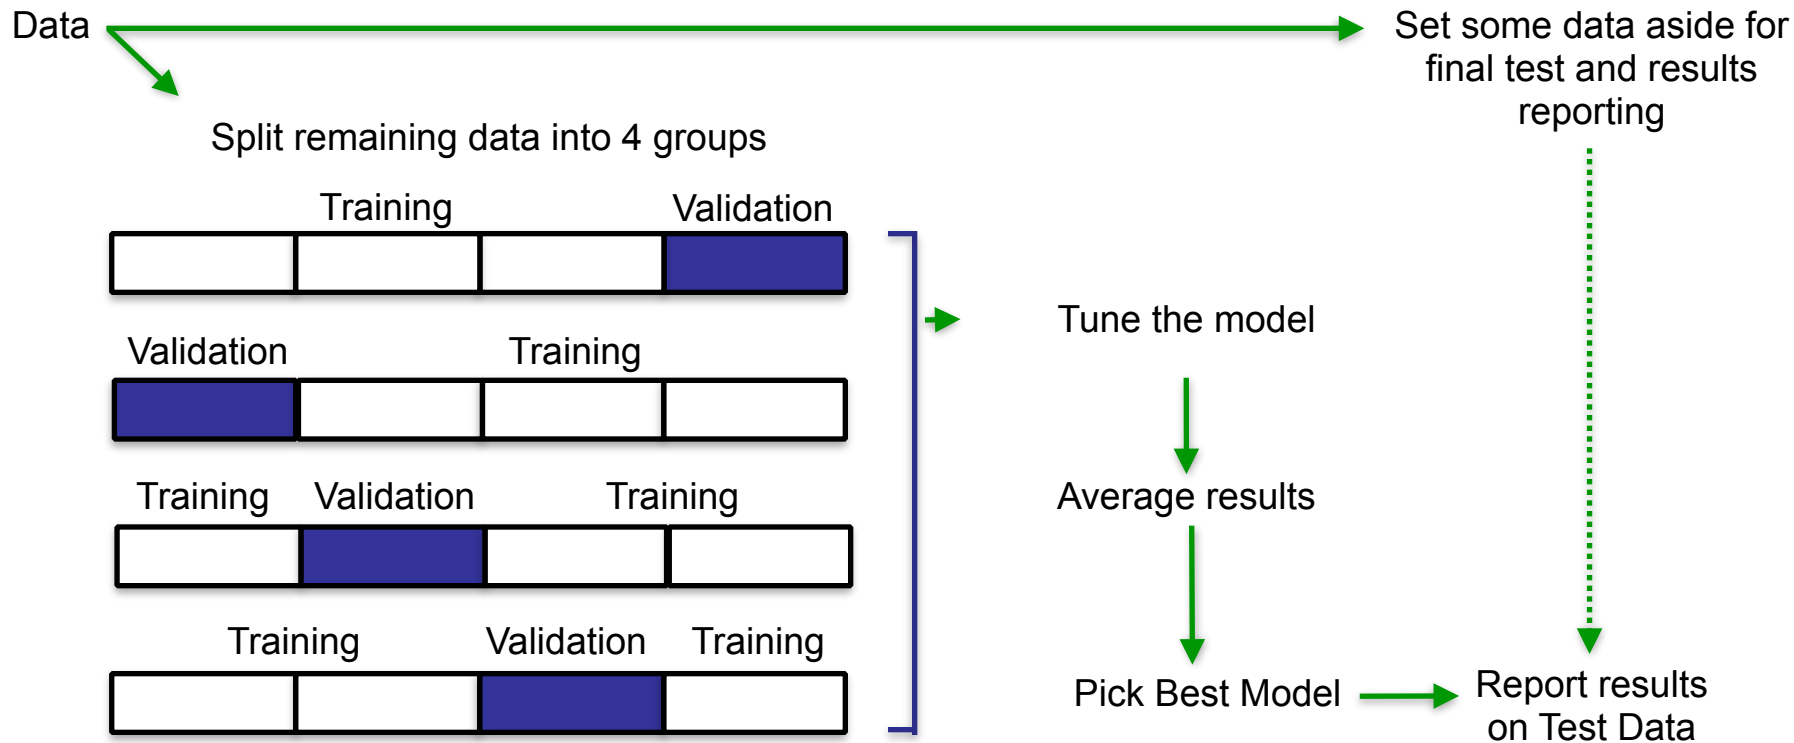 Data
Set some data aside for
final test and results
reporting
Split remaining data into 4 groups
Training Validation
Validation Training
Training Validation Training
Training Validation Training
Tune the model
Average results
Pick Best Model
Report results
on Test Data